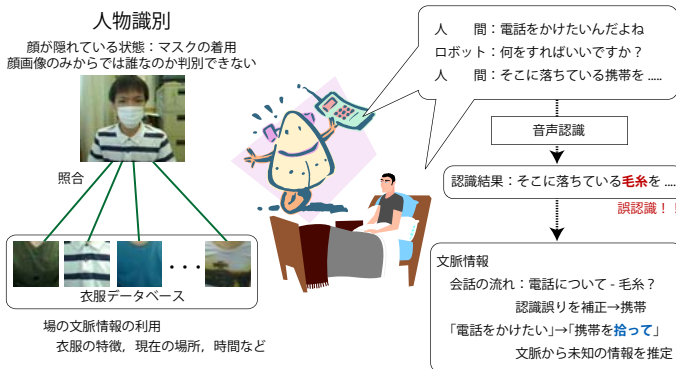 人物識別
顔が隠れている状態：マスクの着用
顔画像のみからでは誰なのか判別できない
照合
・・・
衣服データベース
場の文脈情報の利用
衣服の特徴，現在の場所，時間など
人　間：電話をかけたいんだよね
ロボット：何をすればいいですか？
人　間：そこに落ちている携帯を .....
音声認識
認識結果：そこに落ちている毛糸を ....
誤認識！！
文脈情報
会話の流れ：電話について - 毛糸？
認識誤りを補正→携帯
「電話をかけたい」→「携帯を拾って」
文脈から未知の情報を推定